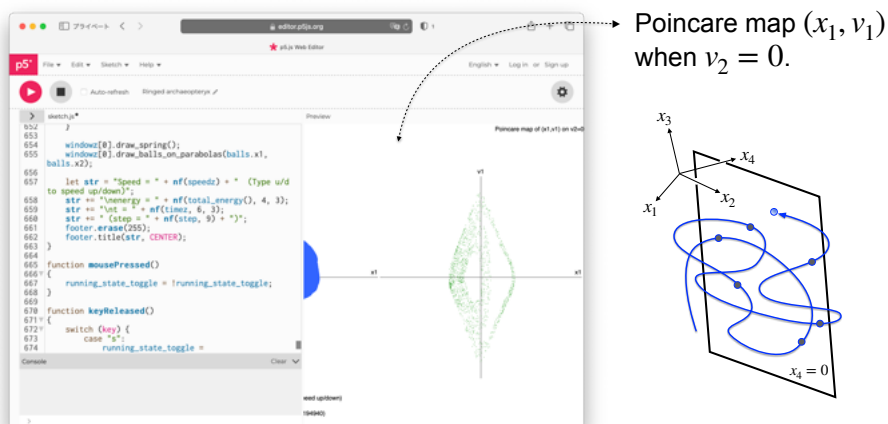 プライベート
editor.p5js.org
p5.js Web Editor
p5*
File Edit Sketch Help
English Log in or Sign up
Auto-refresh Ringed archaeopteryx
sketch.js
Preview
652 }
653
654 windowz[0].draw_spring();
655 windowz[0].draw_balls_on_parabolas(balls.x1,
balls.x2);
656
657 let str = "Speed = " + nf(speedz) + " (Type u/d
to speed up/down)";
658 str += "\nenergy = " + nf(total_energy(), 4, 3);
659 str += "\nt = " + nf(timez, 6, 3);
660 str += " (step = " + nf(step, 9) + ")";
661 footer.erase(255);
662 footer.title(str, CENTER);
663 }
664
665 function mousePressed()
666 {
667 running_state_toggle = !running_state_toggle;
668 }
669
670 function keyReleased()
671 {
672 switch (key) {
673 case "s":
674 running_state_toggle =
Console
Clear
Poincare map of (x1,v1) on v2=0
v1
x1
x1
eed up/down)
194940)
Poincare map (x₁, v₁)
when v₂ = 0.
x₃
x₄
x₂
x₁
x₄ = 0